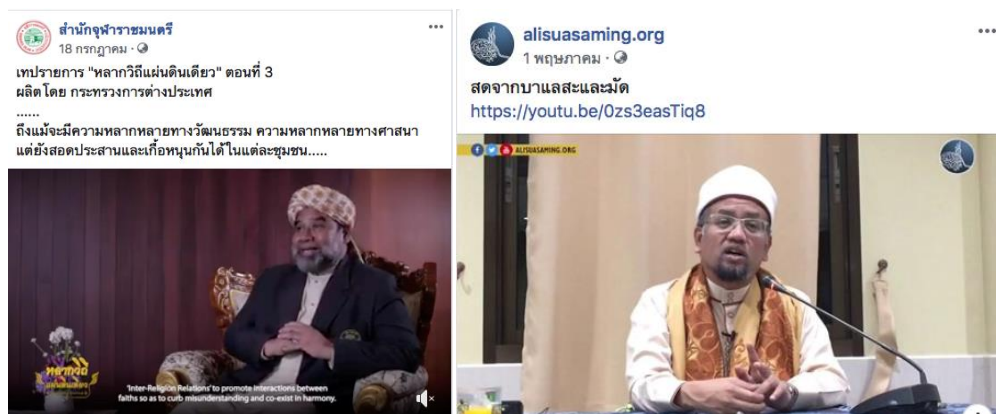 สำนักจุฬาราชมนตรี
18 กรกฎาคม ·
เทปรายการ "หลากวิถีแผ่นดินเดียว" ตอนที่ 3
ผลิตโดย กระทรวงการต่างประเทศ
......
ถึงแม้จะมีความหลากหลายทางวัฒนธรรม ความหลากหลายทางศาสนา
แต่ยังสอดประสานและเกื้อหนุนกันได้ในแต่ละชุมชน.....
หลากวิถี
แผ่นดินเดียว
'Inter-Religion Relations' to promote interactions between
faiths so as to curb misunderstanding and co-exist in harmony.
alisuasaming.org
1 พฤษภาคม ·
สดจากบาแลสะและมัด
https://youtu.be/0zs3easTiq8
ALISUASAMING.ORG